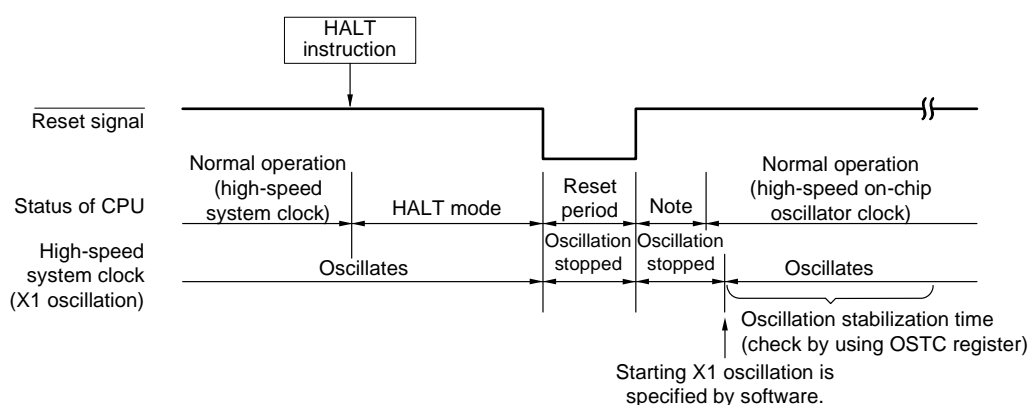 HALT
instruction
Reset signal
Normal operation
(high-speed
system clock)
Status of CPU
HALT mode
Reset
period
Note
Normal operation
(high-speed on-chip
oscillator clock)
High-speed
system clock
(X1 oscillation)
Oscillates
Oscillation
stopped
Oscillation
stopped
Oscillates
Oscillation stabilization time
(check by using OSTC register)
Starting X1 oscillation is
specified by software.